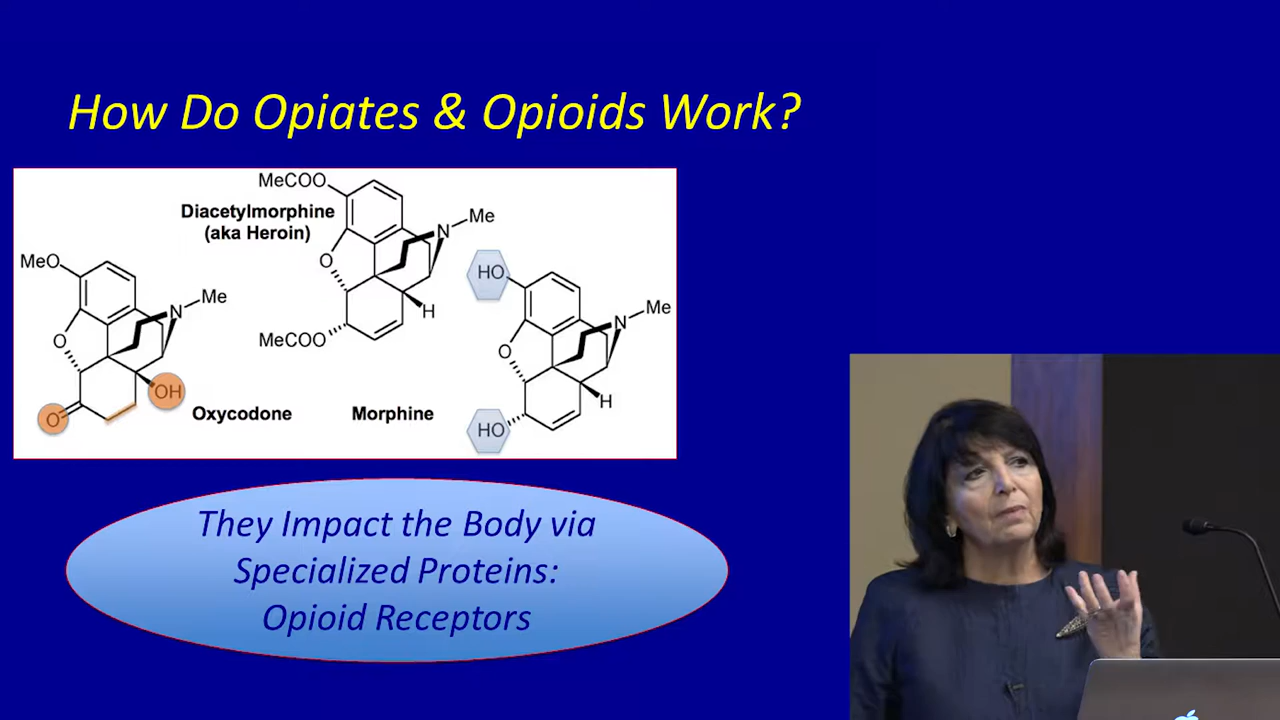 How Do Opiates & Opioids Work?
MeCOO
Diacetylmorphine
(aka Heroin)
Me
N
O
H
MeCOO
MeO
Me
N
O
OH
O
Oxycodone
HO
Me
N
O
H
HO
Morphine
They Impact the Body via
Specialized Proteins:
Opioid Receptors